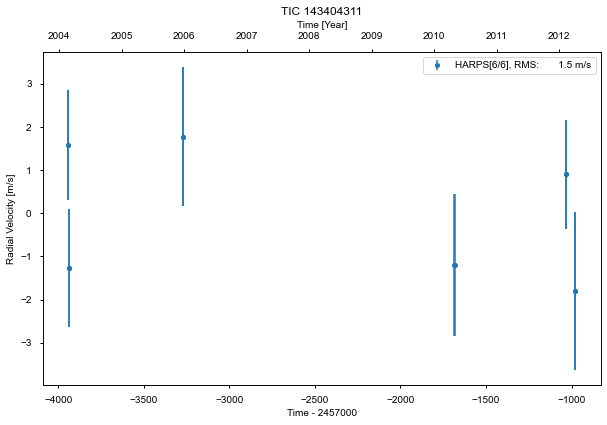 TIC 143404311
Time [Year]
2004 2005 2006 2007 2008 2009 2010 2011 2012
HARPS[6/6], RMS: 1.5 m/s
Radial Velocity [m/s]
3
2
1
0
−1
−2
−3
−4000 −3500 −3000 −2500 −2000 −1500 −1000
Time - 2457000